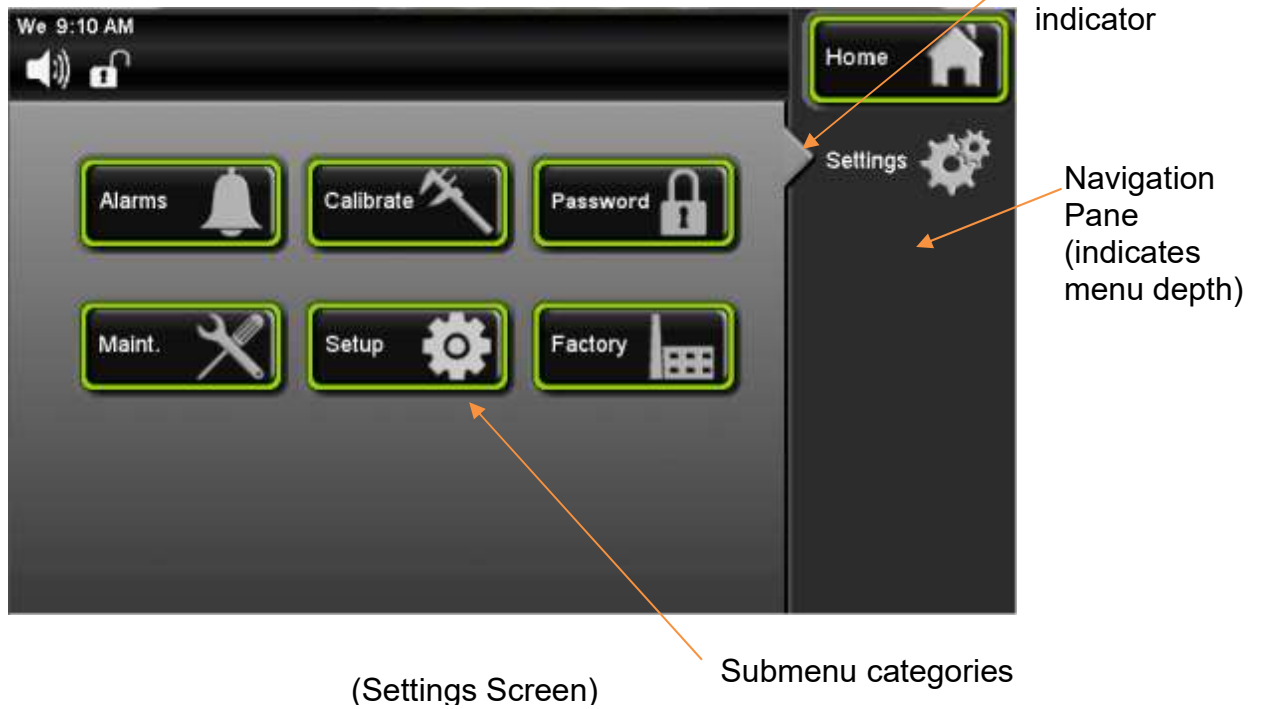 indicator
We 9:10 AM
Home
Settings
Alarms
Calibrate
Password
Navigation
Pane
(indicates
menu depth)
Maint.
Setup
Factory
Submenu categories
(Settings Screen)